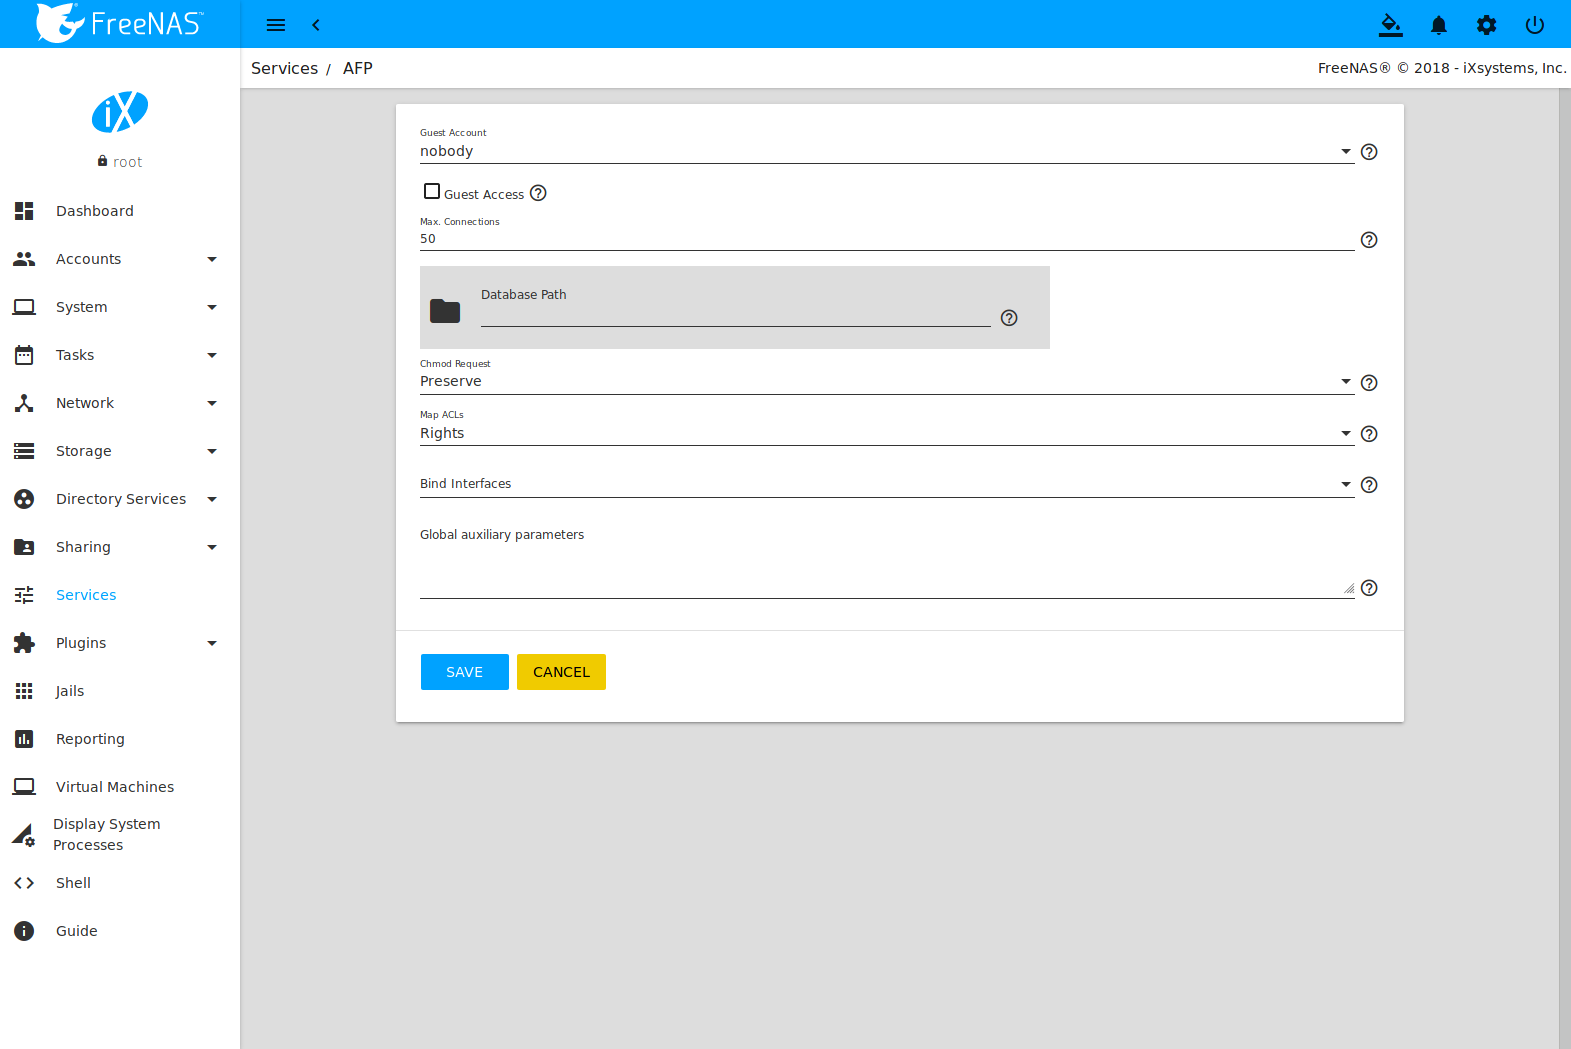 FreeNAS™
Services / AFP
FreeNAS® © 2018 - iXsystems, Inc.
iX
root
Dashboard
Accounts
System
Tasks
Network
Storage
Directory Services
Sharing
Services
Plugins
Jails
Reporting
Virtual Machines
Display System
Processes
Shell
Guide
Guest Account
nobody
Guest Access
Max. Connections
50
Database Path
Chmod Request
Preserve
Map ACLs
Rights
Bind Interfaces
Global auxiliary parameters
SAVE CANCEL